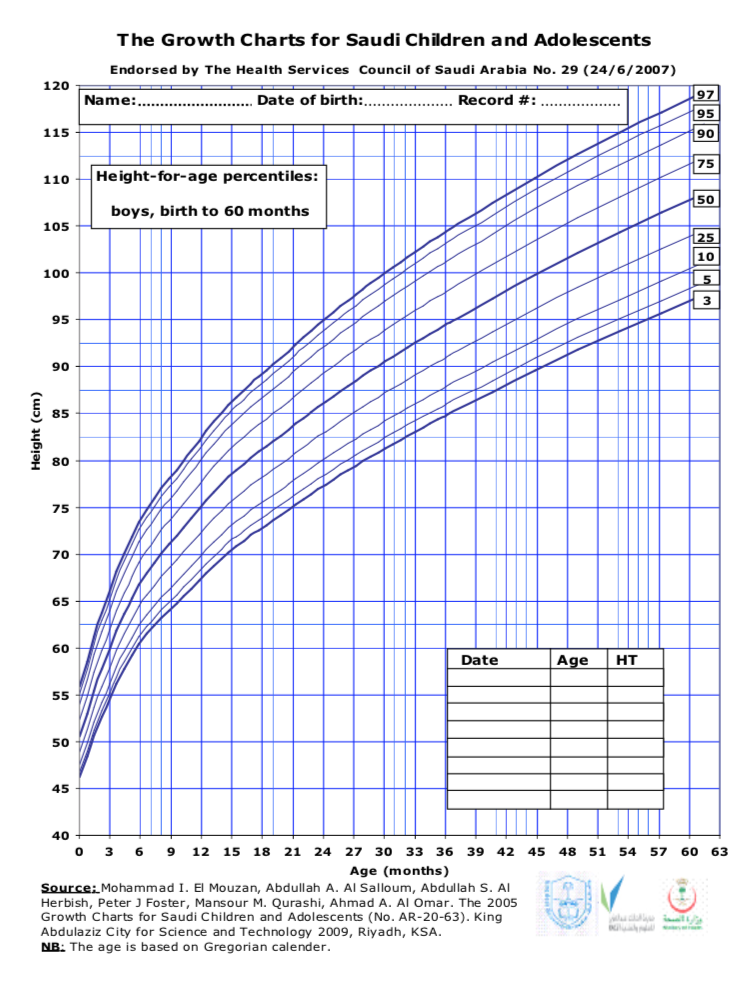 The Growth Charts for Saudi Children and Adolescents
Endorsed by The Health Services Council of Saudi Arabia No. 29 (24/6/2007)
120
115
110
105
100
95
90
85
80
75
70
65
60
55
50
45
40
Height (cm)
Name:.......................... Date of birth:.................... Record #: ..................
Height-for-age percentiles:
boys, birth to 60 months
97
95
90
75
50
25
10
5
3
Date Age HT
0 3 6 9 12 15 18 21 24 27 30 33 36 39 42 45 48 51 54 57 60 63
Age (months)
Source: Mohammad I. El Mouzan, Abdullah A. Al Salloum, Abdullah S. Al
Herbish, Peter J Foster, Mansour M. Qurashi, Ahmad A. Al Omar. The 2005
Growth Charts for Saudi Children and Adolescents (No. AR-20-63). King
Abdulaziz City for Science and Technology 2009, Riyadh, KSA.
NB: The age is based on Gregorian calender.